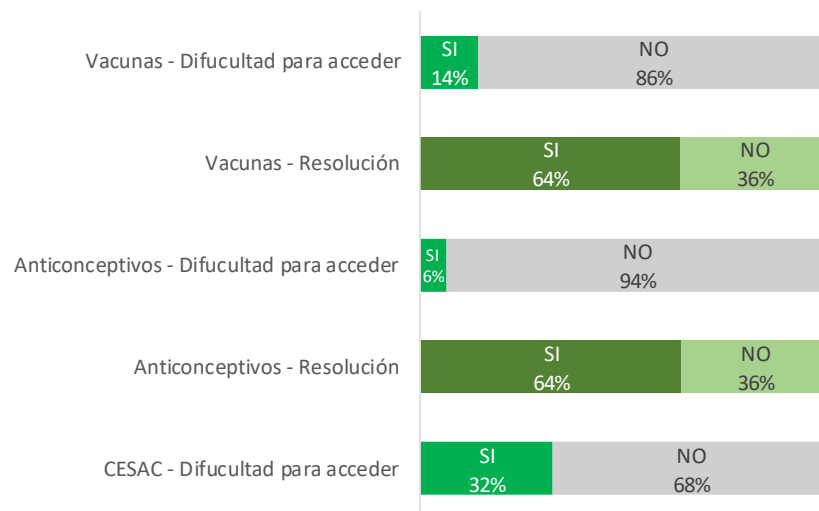 Vacunas - Difucultad para acceder
SI
14%
NO
86%
Vacunas - Resolución
SI
64%
NO
36%
Anticonceptivos - Difucultad para acceder
SI
6%
NO
94%
Anticonceptivos - Resolución
SI
64%
NO
36%
CESAC - Difucultad para acceder
SI
32%
NO
68%